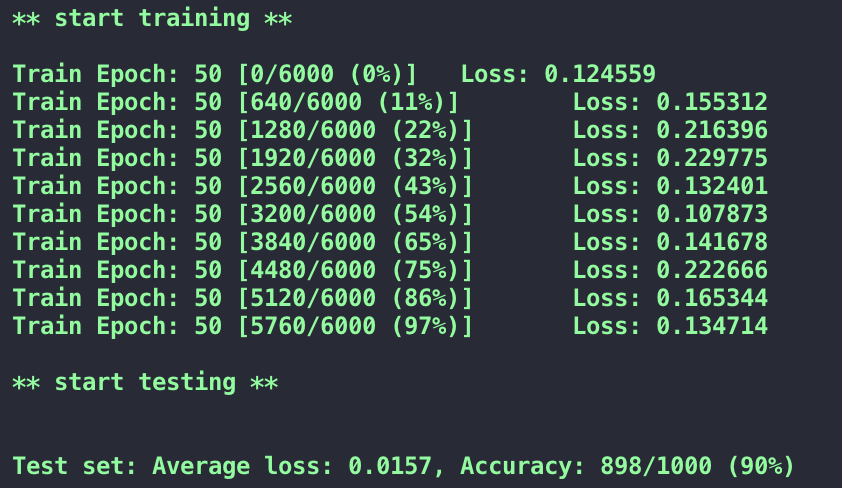 ** start training **
Train Epoch: 50 [0/6000 (0%)]	Loss: 0.124559
Train Epoch: 50 [640/6000 (11%)]	Loss: 0.155312
Train Epoch: 50 [1280/6000 (22%)]	Loss: 0.216396
Train Epoch: 50 [1920/6000 (32%)]	Loss: 0.229775
Train Epoch: 50 [2560/6000 (43%)]	Loss: 0.132401
Train Epoch: 50 [3200/6000 (54%)]	Loss: 0.107873
Train Epoch: 50 [3840/6000 (65%)]	Loss: 0.141678
Train Epoch: 50 [4480/6000 (75%)]	Loss: 0.222666
Train Epoch: 50 [5120/6000 (86%)]	Loss: 0.165344
Train Epoch: 50 [5760/6000 (97%)]	Loss: 0.134714
** start testing **
Test set: Average loss: 0.0157, Accuracy: 898/1000 (90%)